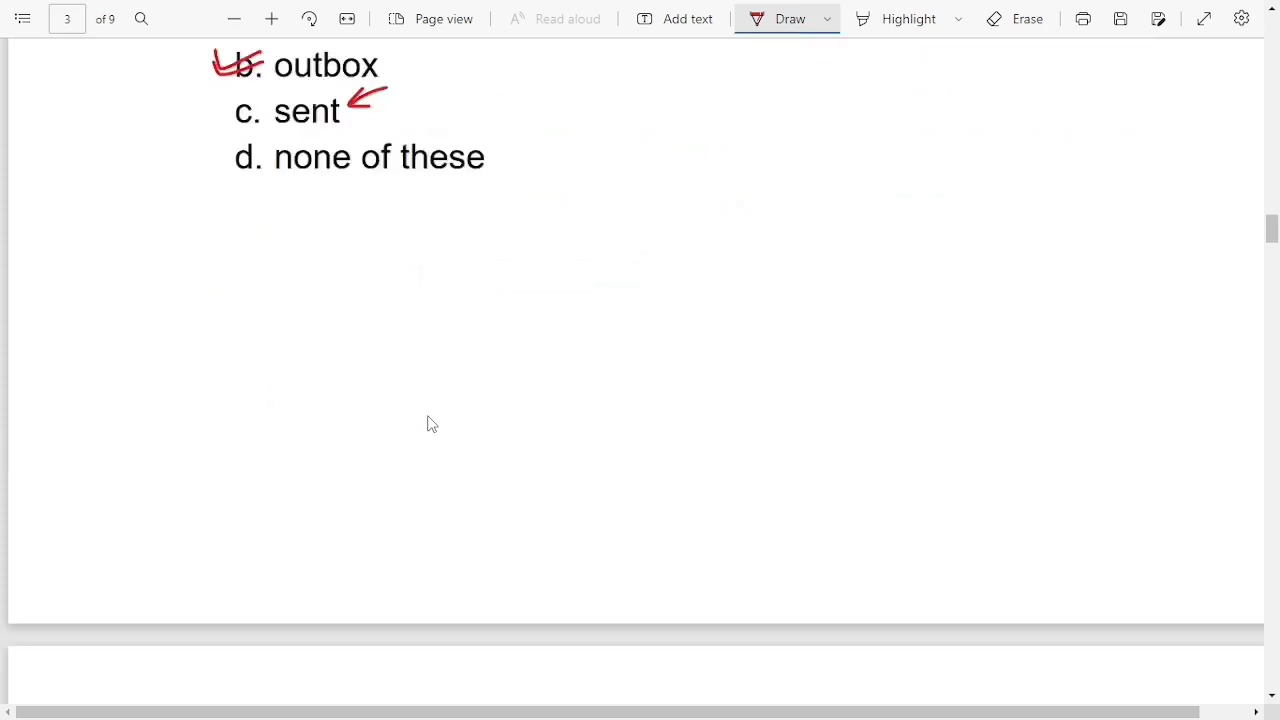 3 of 9 Page view Read aloud Add text Draw Highlight Erase
b. outbox
c. sent
d. none of these